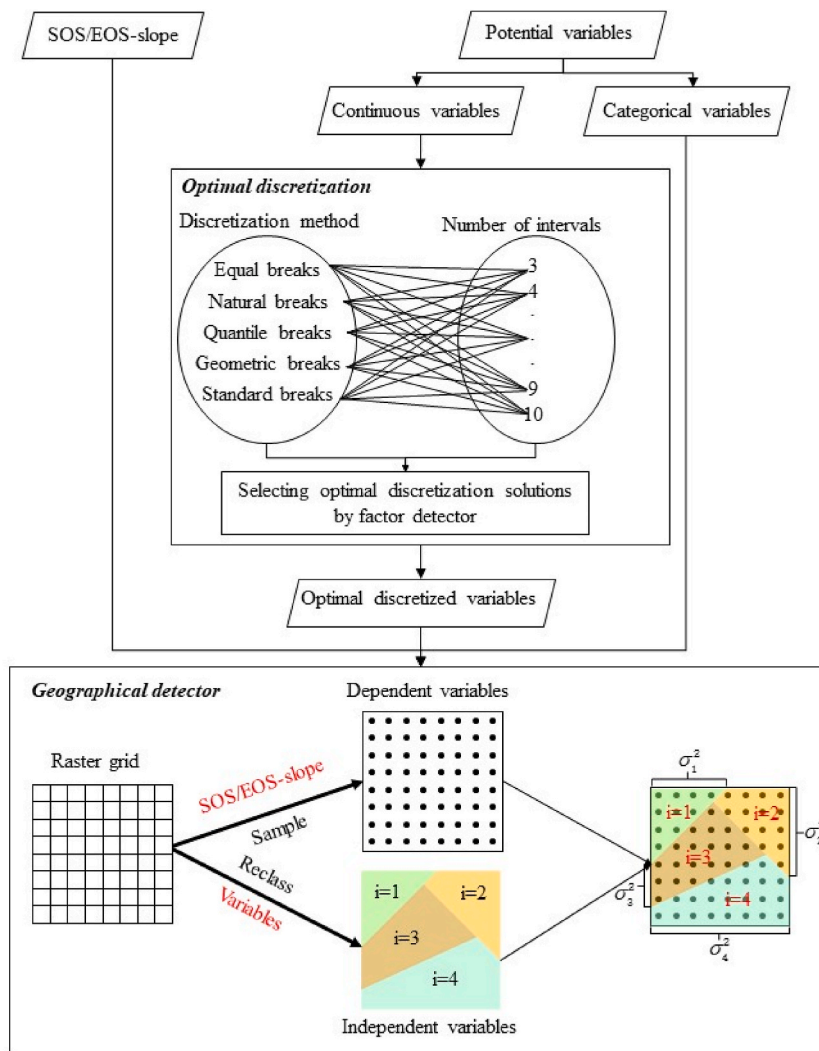 SOS/EOS-slope
Potential variables
Continuous variables
Categorical variables
Optimal discretization
Discretization method
Number of intervals
Equal breaks
Natural breaks
Quantile breaks
Geometric breaks
Standard breaks
3
4
.
.
.
9
10
Selecting optimal discretization solutions
by factor detector
Optimal discretized variables
Geographical detector
Dependent variables
Raster grid
SOS/EOS-slope
Sample
Reclass
Variables
i=1
i=2
i=3
i=4
Independent variables
σ₁²
i=1
i=2
i=3
i=4
σ₃²
σ₄²